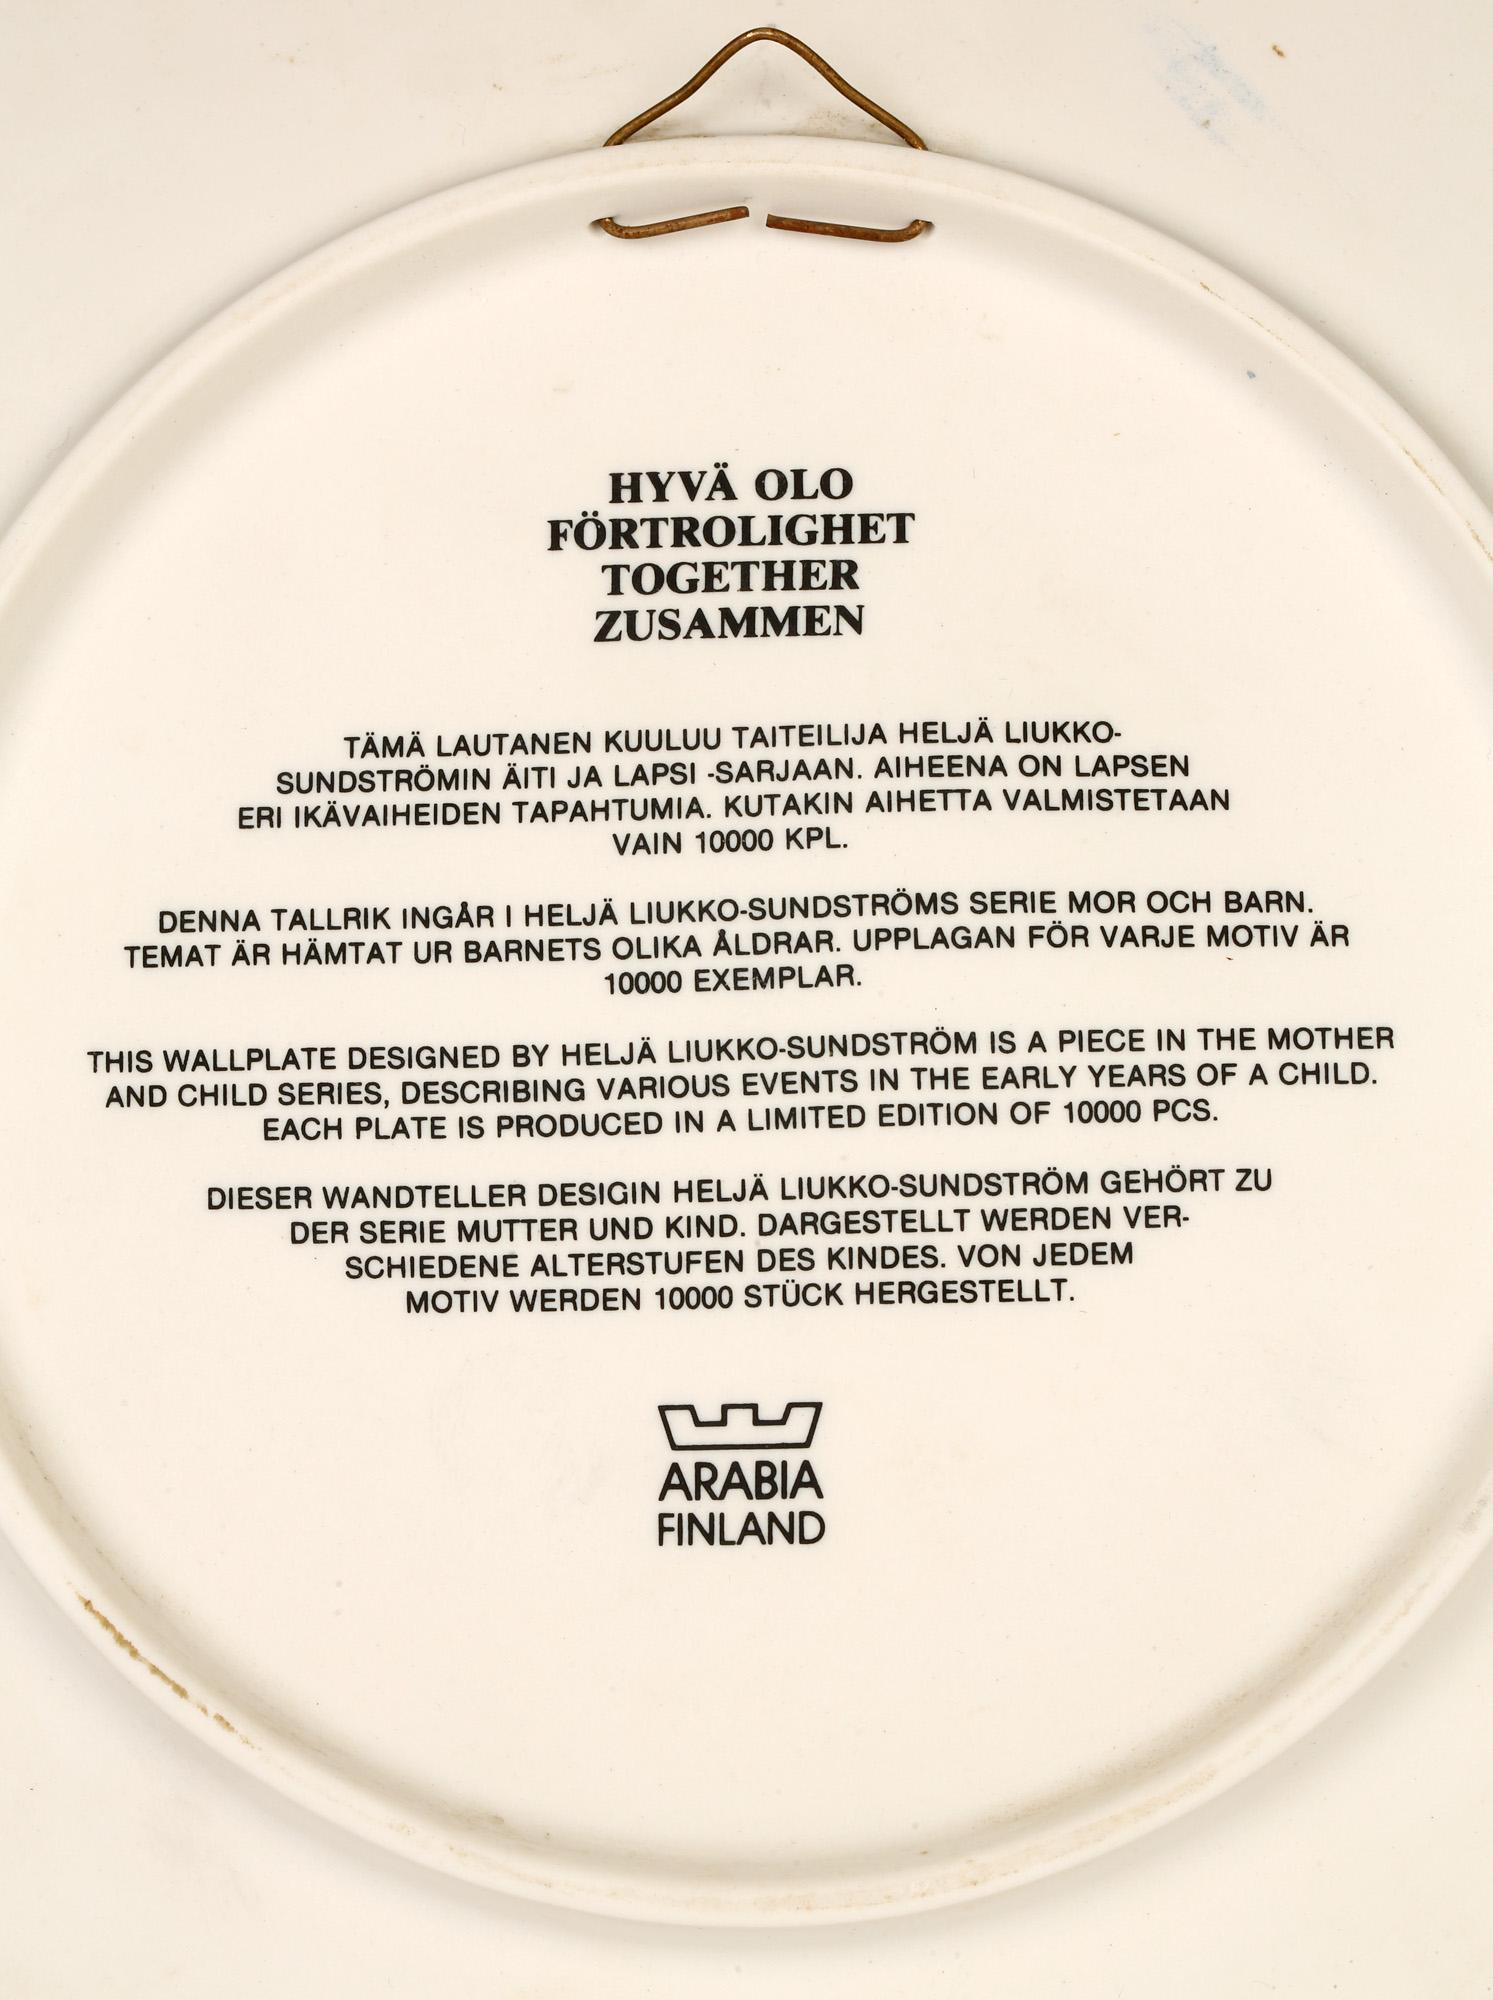 HYVÄ OLO
FÖRTROLIGHET
TOGETHER
ZUSAMMEN
TÄMÄ LAUTANEN KUULUU TAITEILIJA HELJÄ LIUKKO-
SUNDSTRÖMIN ÄITI JA LAPSI -SARJAAN. AIHEENA ON LAPSEN
ERI IKÄVAIHEIDEN TAPAHTUMIA. KUTAKIN AIHETTA VALMISTETAAN
VAIN 10000 KPL.
DENNA TALLRIK INGÅR I HELJÄ LIUKKO-SUNDSTRÖMS SERIE MOR OCH BARN.
TEMAT ÄR HÄMTAT UR BARNETS OLIKA ÅLDRAR. UPPLAGAN FÖR VARJE MOTIV ÄR
10000 EXEMPLAR.
THIS WALLPLATE DESIGNED BY HELJÄ LIUKKO-SUNDSTRÖM IS A PIECE IN THE MOTHER
AND CHILD SERIES, DESCRIBING VARIOUS EVENTS IN THE EARLY YEARS OF A CHILD.
EACH PLATE IS PRODUCED IN A LIMITED EDITION OF 10000 PCS.
DIESER WANDTELLER DESIGIN HELJÄ LIUKKO-SUNDSTRÖM GEHÖRT ZU
DER SERIE MUTTER UND KIND. DARGESTELLT WERDEN VER-
SCHIEDENE ALTERSTUFEN DES KINDES. VON JEDEM
MOTIV WERDEN 10000 STÜCK HERGESTELLT.
ARABIA
FINLAND